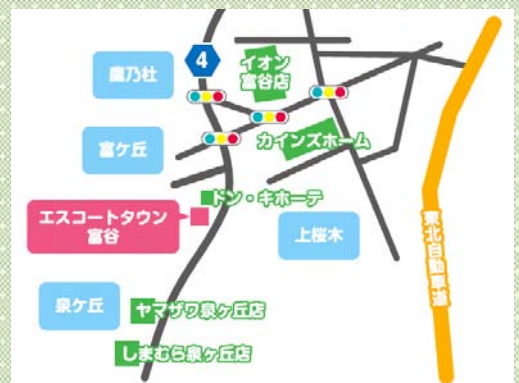 4
鷹乃杜
イオン
富谷店
富ケ丘
カインズホーム
ドン・キホーテ
エスコートタウン
富谷
上桜木
東北自動車道
泉ケ丘
ヤマザワ泉ヶ丘店
しまむら泉ヶ丘店